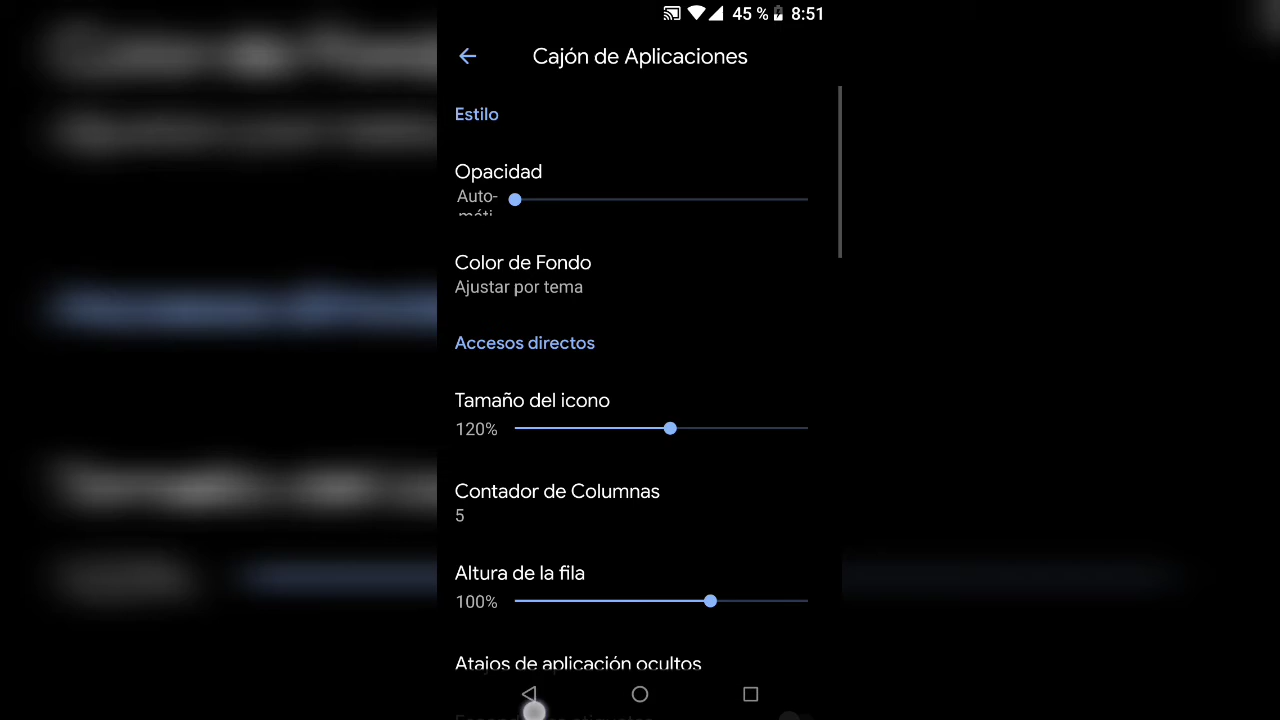 45 % 8:51
Cajón de Aplicaciones
Estilo
Opacidad
Auto-
Color de Fondo
Ajustar por tema
Accesos directos
Tamaño del icono
120%
Contador de Columnas
5
Altura de la fila
100%
Atajos de aplicación ocultos